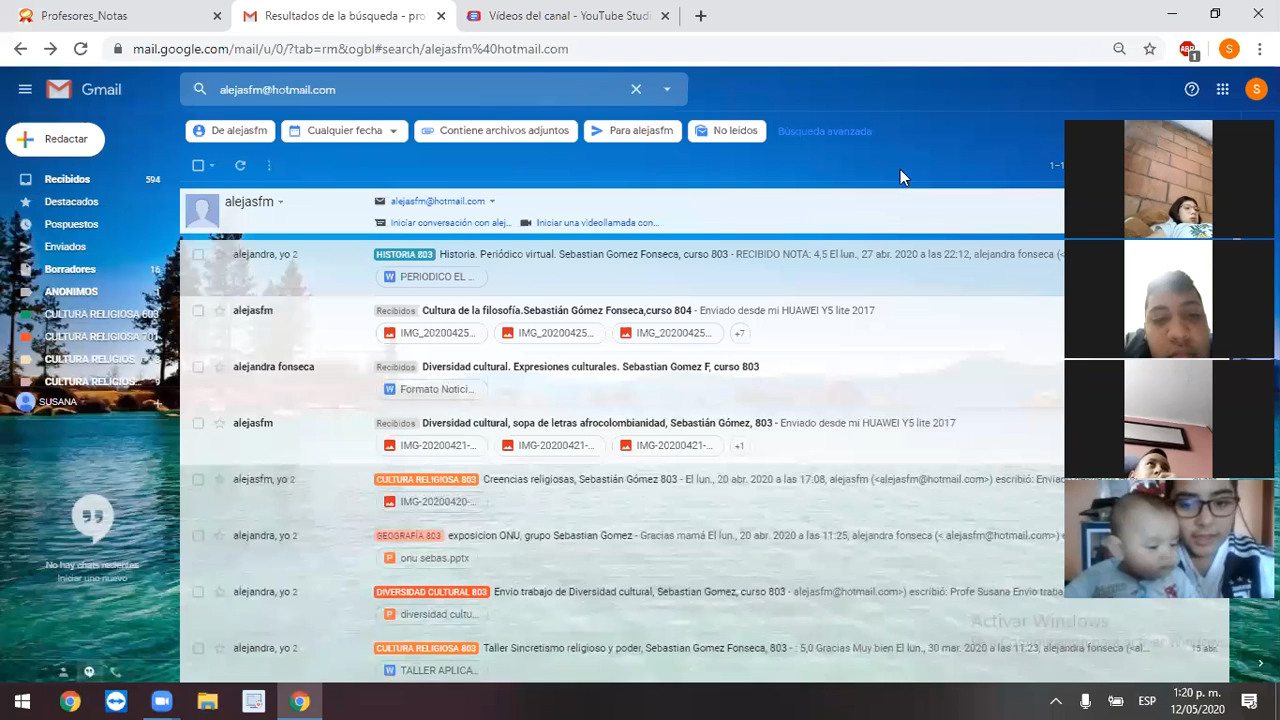 Profesores_Notas
Resultados de la búsqueda - pro
Vídeos del canal - YouTube Studi
mail.google.com/mail/u/0/?tab=rm&ogbl#search/alejasfm%40hotmail.com
S
1
Gmail
alejasfm@hotmail.com
S
Redactar
De alejasfm
Cualquier fecha
Contiene archivos adjuntos
Para alejasfm
No leídos
Búsqueda avanzada
1–1
Recibidos 594
Destacados
Pospuestos
Enviados
Borradores 16
ANONIMOS
CULTURA RELIGIOSA 603
CULTURA RELIGIOSA 701
CULTURA RELIGIOS... 8
CULTURA RELIGIOS... 9
SUSANA
No hay chats recientes
Iniciar uno nuevo
alejasfm
alejasfm@hotmail.com
Iniciar conversación con alej...
Iniciar una videollamada con...
alejandra, yo 2 HISTORIA 803 Historia. Periódico virtual. Sebastian Gomez Fonseca, curso 803 - RECIBIDO NOTA: 4,5 El lun., 27 abr. 2020 a las 22:12, alejandra fonseca (<
PERIODICO EL ...
alejasfm Recibidos Cultura de la filosofía.Sebastián Gómez Fonseca,curso 804 - Enviado desde mi HUAWEI Y5 lite 2017
IMG_20200425... IMG_20200425... IMG_20200425... +7
alejandra fonseca Recibidos Diversidad cultural. Expresiones culturales. Sebastian Gomez F, curso 803
Formato Notici...
alejasfm Recibidos Diversidad cultural, sopa de letras afrocolombianidad, Sebastián Gómez, 803 - Enviado desde mi HUAWEI Y5 lite 2017
IMG-20200421-... IMG-20200421-... IMG-20200421-... +1
alejasfm, yo 2 CULTURA RELIGIOSA 803 Creencias religiosas, Sebastián Gómez 803 - El lun., 20 abr. 2020 a las 17:08, alejasfm (<alejasfm@hotmail.com>) escribió: Enviado
IMG-20200420-...
alejandra, yo 2 GEOGRAFÍA 803 exposicion ONU, grupo Sebastian Gomez - Gracias mamá El lun., 20 abr. 2020 a las 11:25, alejandra fonseca (< alejasfm@hotmail.com>) e
onu sebas.pptx
alejandra, yo 2 DIVERSIDAD CULTURAL 803 Envio trabajo de Diversidad cultural, Sebastian Gomez, curso 803 - alejasfm@hotmail.com>) escribió: Profe Susana Envio traba
diversidad cultu...
alejandra, yo 2 CULTURA RELIGIOSA 803 Taller Sincretismo religioso y poder, Sebastian Gomez Fonseca, 803 - : 5,0 Gracias Muy bien El lun., 30 mar. 2020 a las 11:23, alejandra fonseca (<al... 15 abr.
TALLER APLICA...
Activar Windows
ESP
1:20 p. m.
12/05/2020